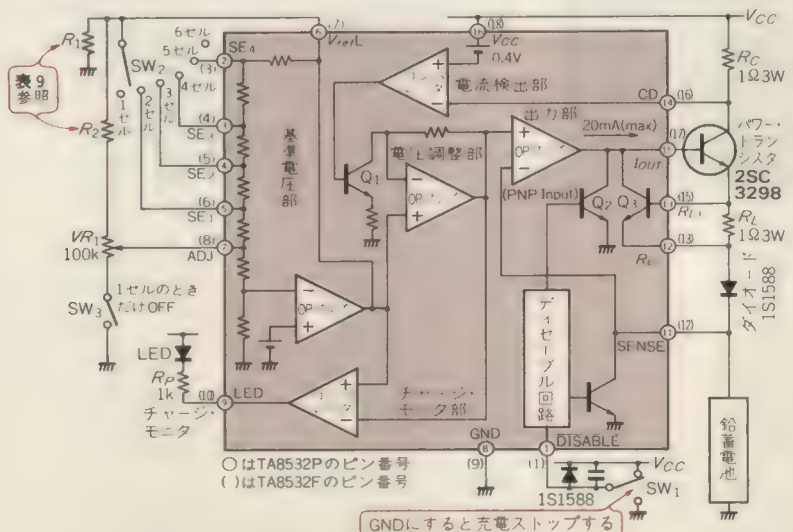 R1
表9
参照
R2
VR1
100k
SW3
1セルのとき
だけOFF
LED
RP
1k
チャージ・
モニタ
SW2
6セル
5セル
4セル
3セル
2セル
1セル
SE4
2 (3)
(4)
(5)
SE2
(6)
SE1
(8)
ADJ
(10)
LED
9
6 (7)
VrefL
基準電圧部
(18)
16
VCC
0.4V
電流検出部
CD
14
(16)
出力部
20mA(max)
(17)
IOUT
電圧調整部
OP
Q1
(PNP Input)
Q2
Q3
(15)
(13)
12
ディセーブル回路
SENSE
11
(12)
GND
8
(9)
DISABLE
1
(1)
VCC
1S1588
SW1
VCC
RC
1Ω3W
パワー・
トラン
ジスタ
2SC
3298
RL
1Ω3W
ダイオード
1S1588
鉛蓄電池
○はTA8532Pのピン番号
( )はTA8532Fのピン番号
GNDにすると充電ストップする